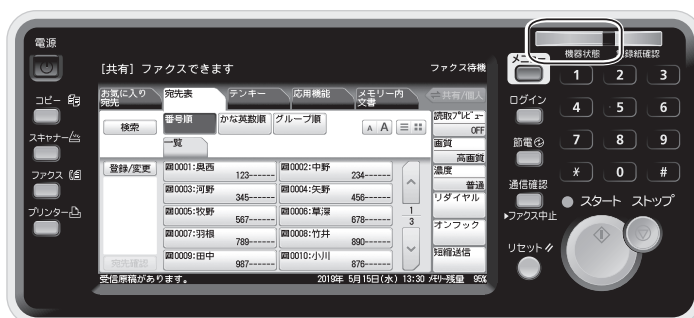 電源
コピー
スキャナー
ファクス
プリンター
[共有] ファクスできます
ファクス待機
お気に入り
宛先
宛先表
テンキー
応用機能
メモリー内
文書
共有/個人
検索
番号順
かな英数順
グループ順
一覧
A A
登録/変更
0001:奥西
123------
0002:中野
234------
0003:河野
345------
0004:矢野
456------
0005:牧野
567------
0006:草深
678------
0007:羽根
789------
0008:竹井
890------
0009:田中
987------
0010:小川
876------
1
3
宛先確認
読取プレビュー
OFF
画質
高画質
濃度
普通
リダイヤル
オンフック
短縮送信
受信原稿があります。
2019年 5月15日(水) 13:30
メモリー残量 95%
メニュー
機器状態
記録紙確認
ログイン
節電
通信確認
▶ファクス中止
リセット
1 2 3
4 5 6
7 8 9
* 0 #
スタート
ストップ